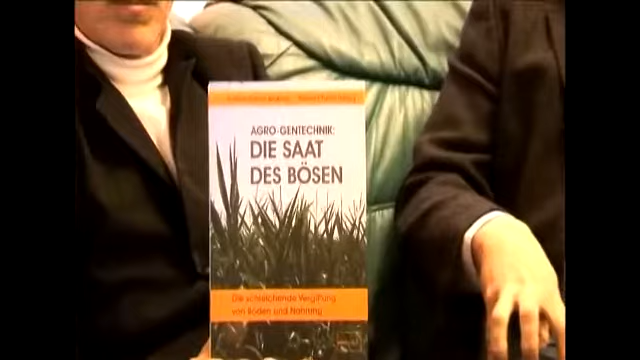 AGRO-GENTECHNIK:
DIE SAAT
DES BÖSEN
Die schleichende Vergiftung
von Böden und Nahrung